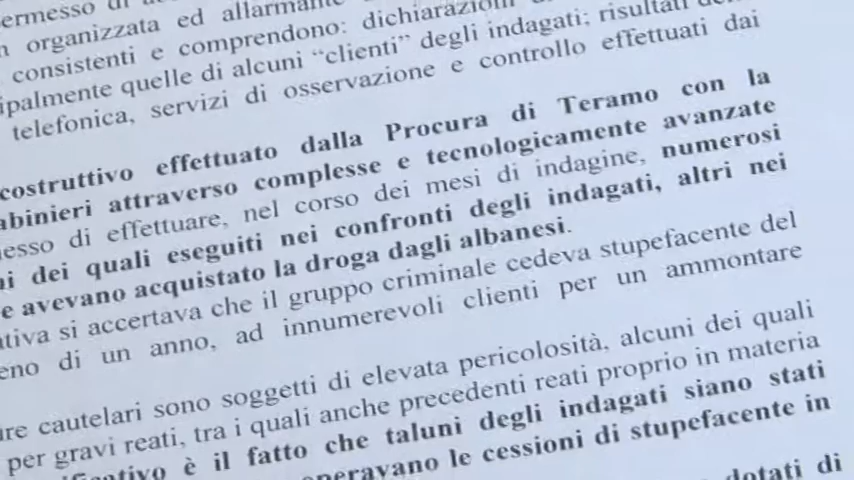 ermesso di
organizzata ed allarmante
consistenti e comprendono: dichiarazioni
ipalmente quelle di alcuni “clienti” degli indagati; risultati
telefonica, servizi di osservazione e controllo effettuati dai
costruttivo effettuato dalla Procura di Teramo con la
abinieri attraverso complesse e tecnologicamente avanzate
esso di effettuare, nel corso dei mesi di indagine, numerosi
ni dei quali eseguiti nei confronti degli indagati, altri nei
e avevano acquistato la droga dagli albanesi.
ativa si accertava che il gruppo criminale cedeva stupefacente del
eno di un anno, ad innumerevoli clienti per un ammontare
ure cautelari sono soggetti di elevata pericolosità, alcuni dei quali
per gravi reati, tra i quali anche precedenti reati proprio in materia
ificativo è il fatto che taluni degli indagati siano stati
operavano le cessioni di stupefacente in
dotati di